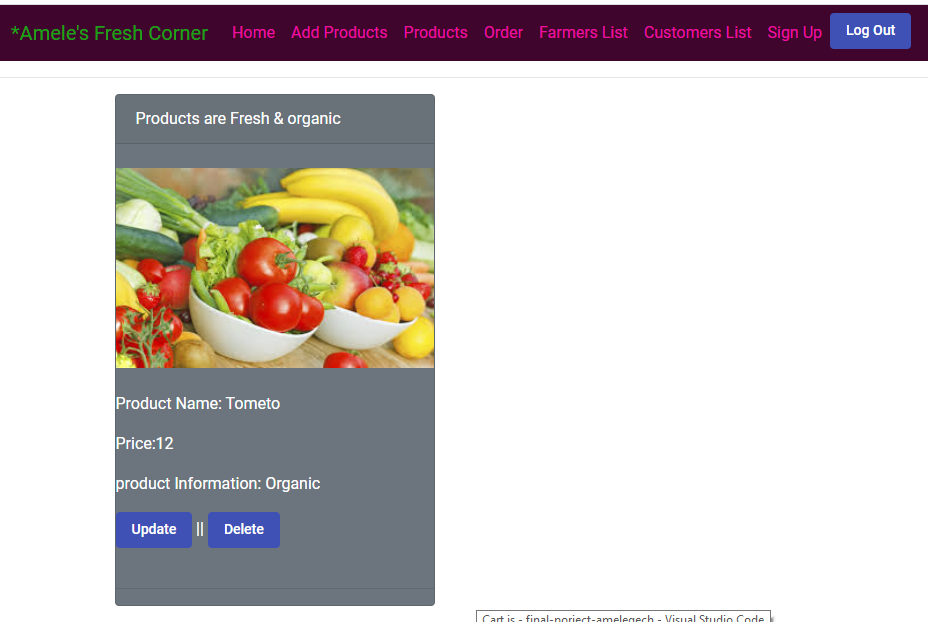 *Amele's Fresh Corner Home Add Products Products Order Farmers List Customers List Sign Up Log Out
Products are Fresh & organic
Product Name: Tometo
Price:12
product Information: Organic
Update || Delete
Cart.js - final-porject-amelegech - Visual Studio Code